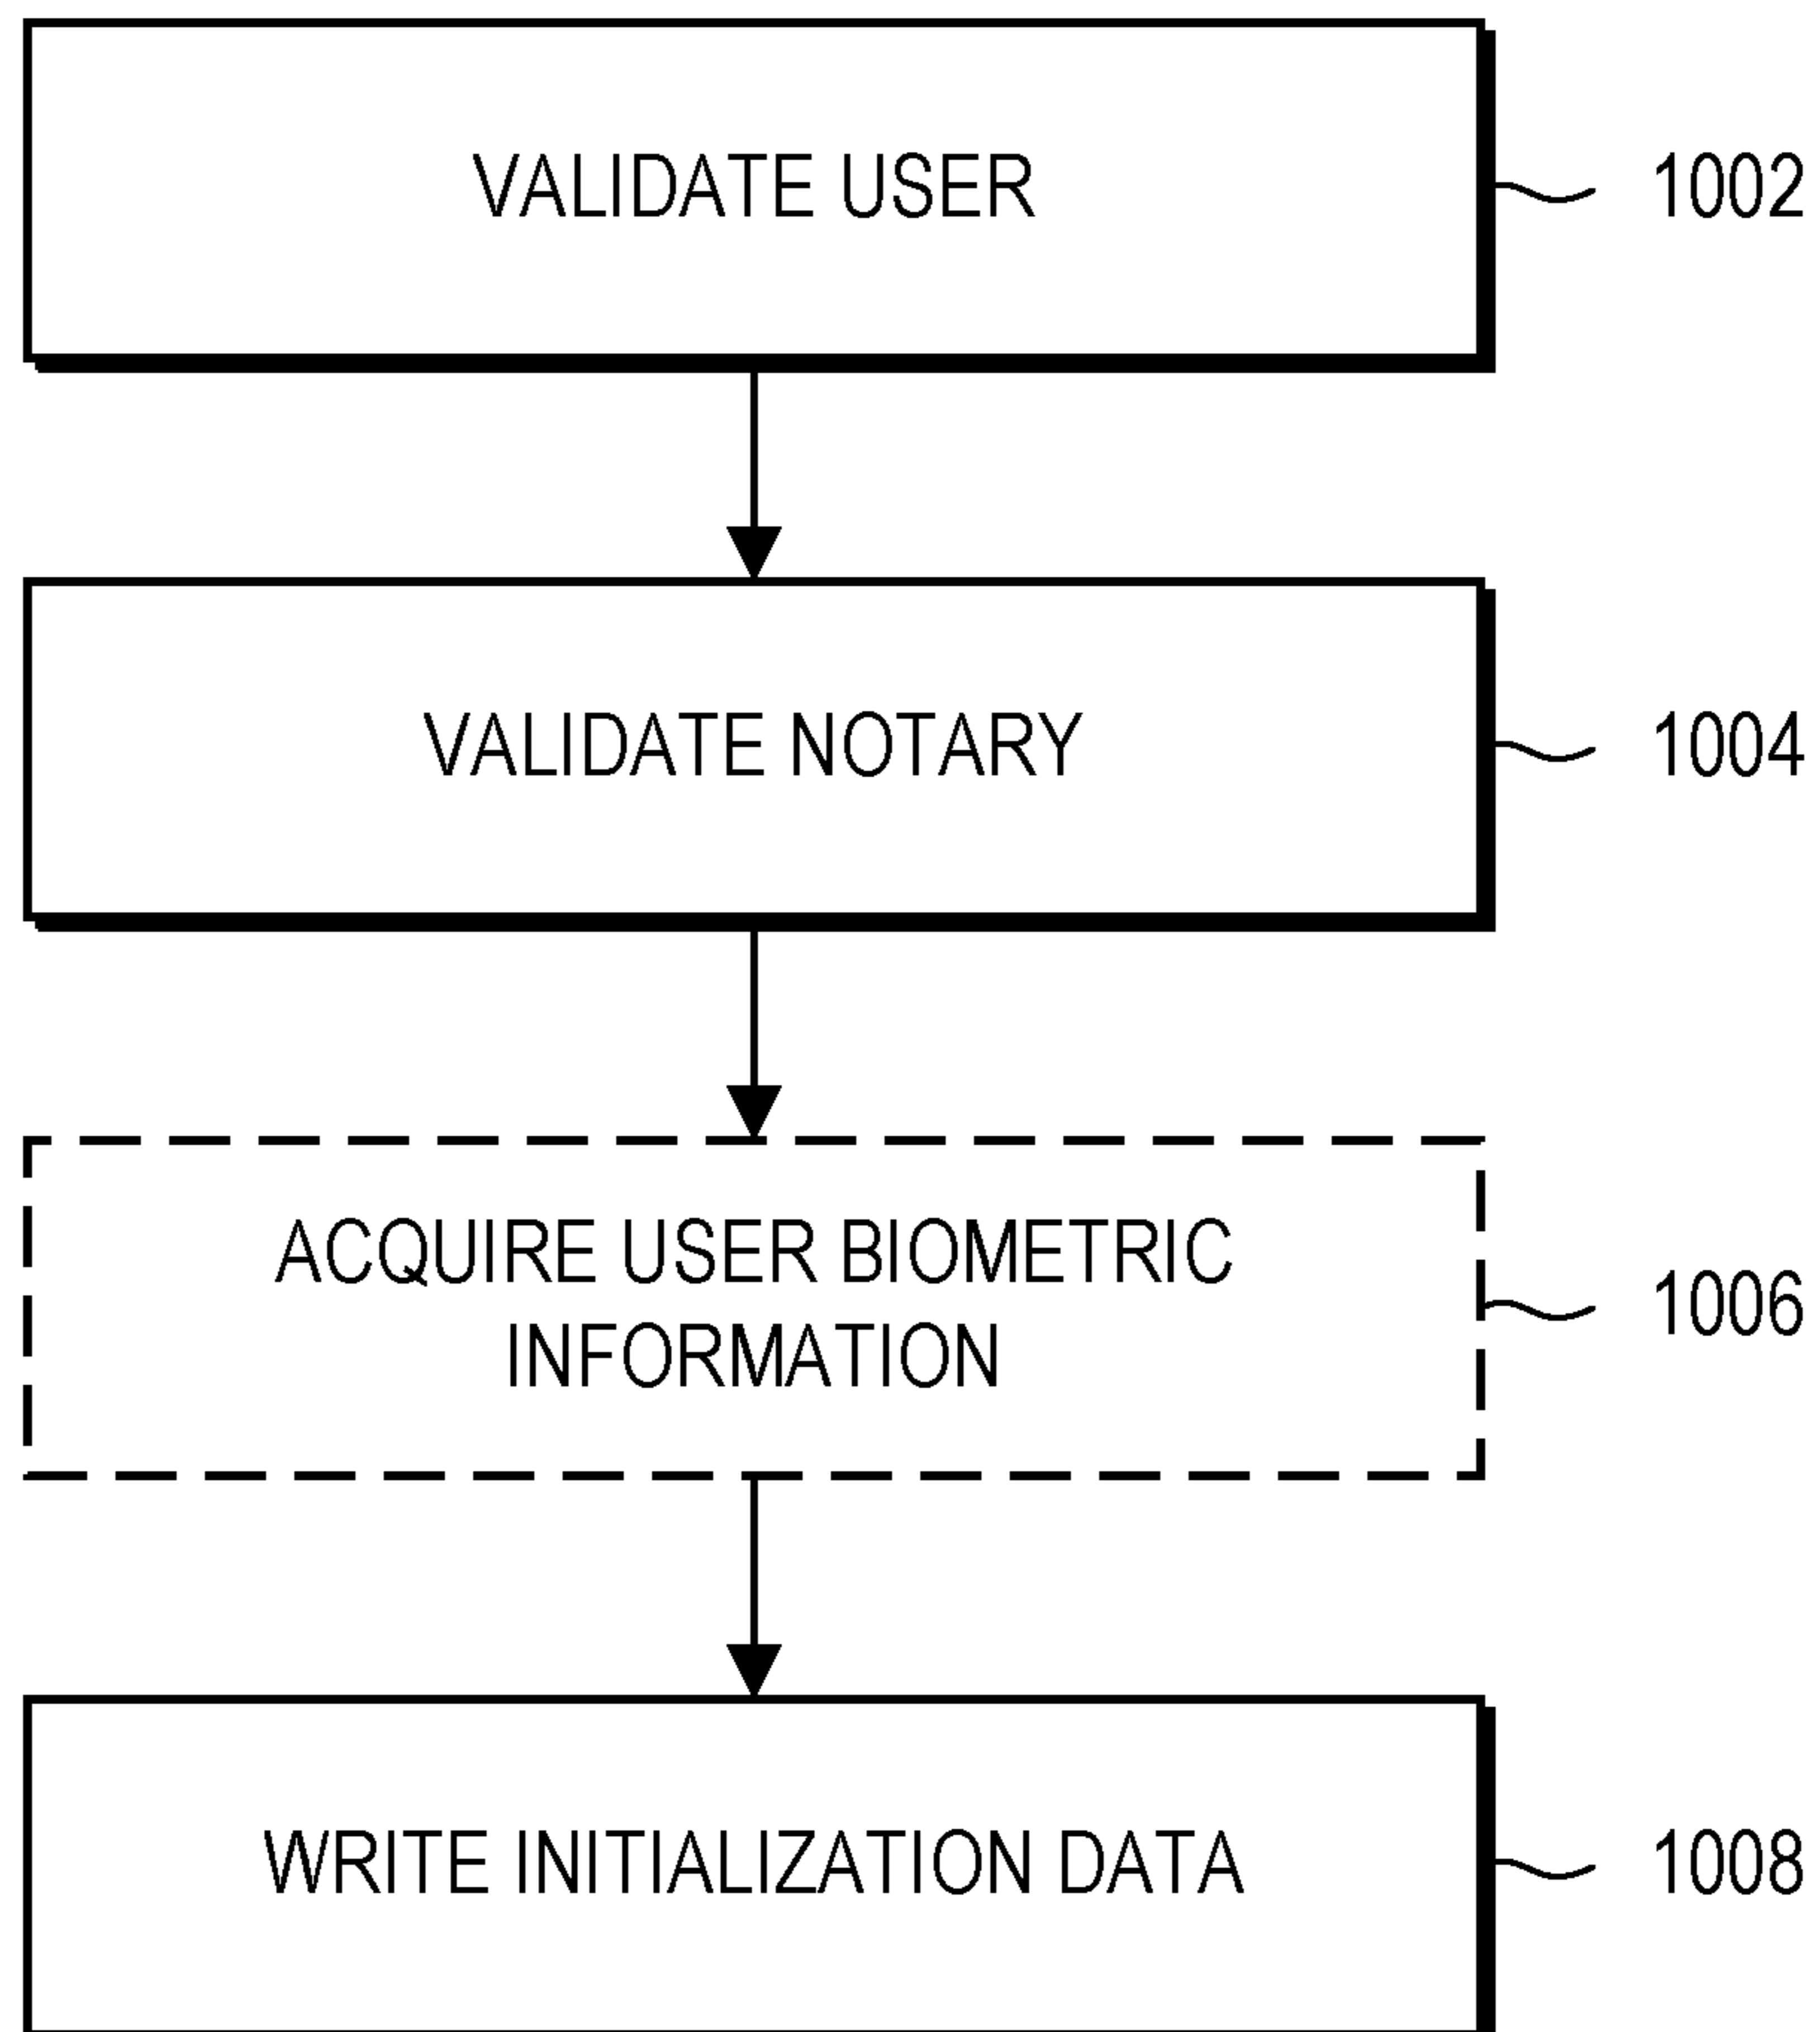 VALIDATE USER
1002
VALIDATE NOTARY
1004
ACQUIRE USER BIOMETRIC
INFORMATION
1006
WRITE INITIALIZATION DATA
1008